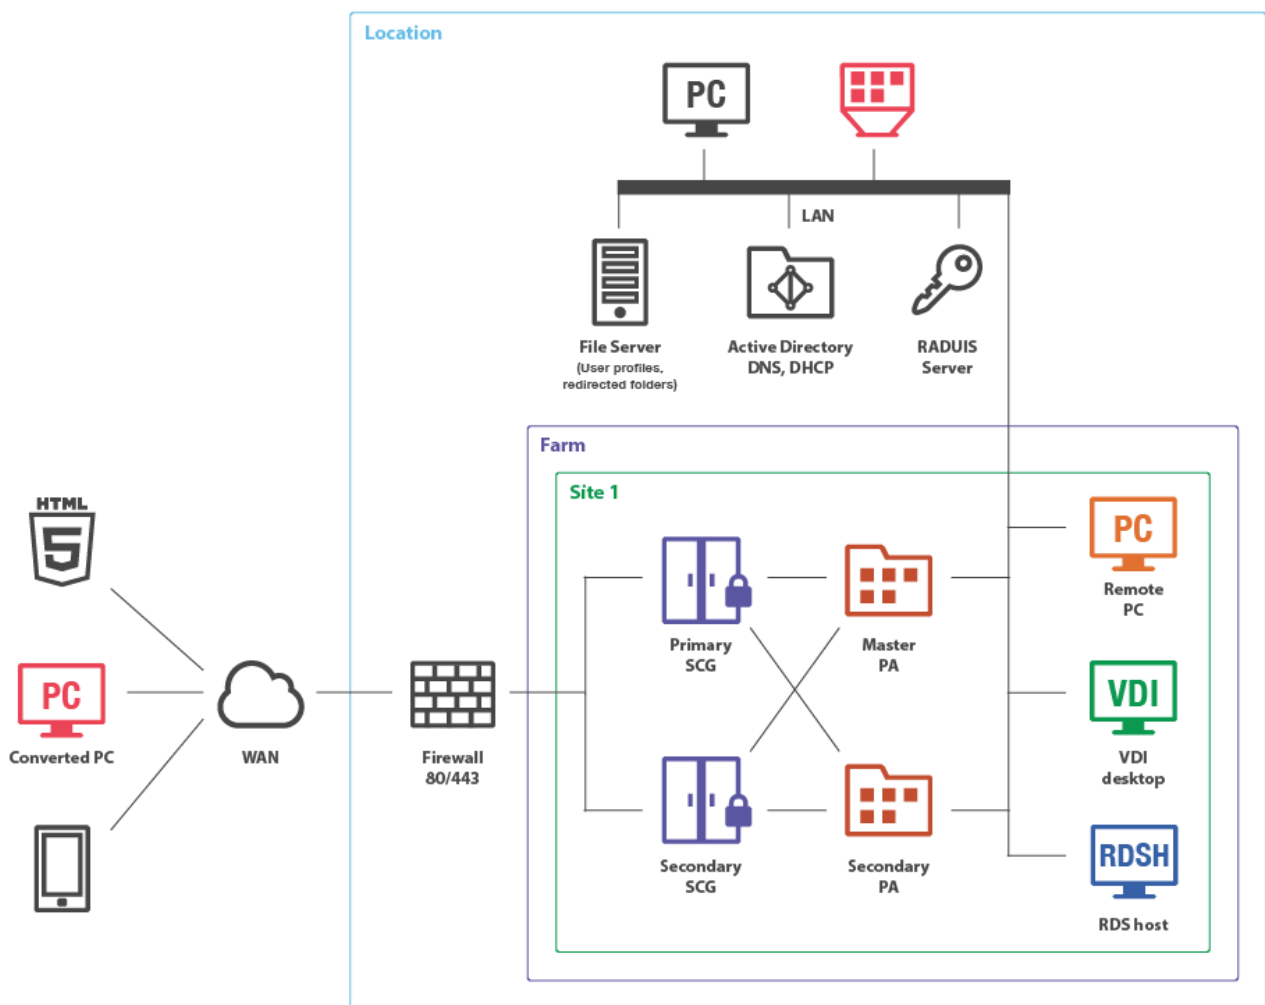 Location
PC
LAN
File Server
(User profiles,
redirected folders)
Active Directory
DNS, DHCP
RADUIS
Server
Farm
Site 1
HTML
5
PC
Converted PC
WAN
Firewall
80/443
Primary
SCG
Master
PA
Secondary
SCG
Secondary
PA
PC
Remote
PC
VDI
VDI
desktop
RDSH
RDS host